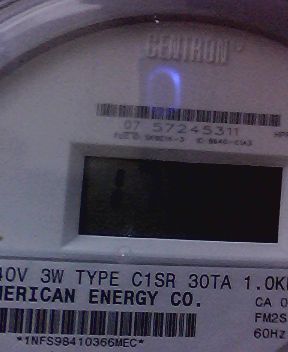 CENTRON
07 57245311
40V 3W TYPE C1SR 30TA 1.0K
MERICAN ENERGY CO.
CA 0
FM2S
60Hz
*1NFS98410366MEC*